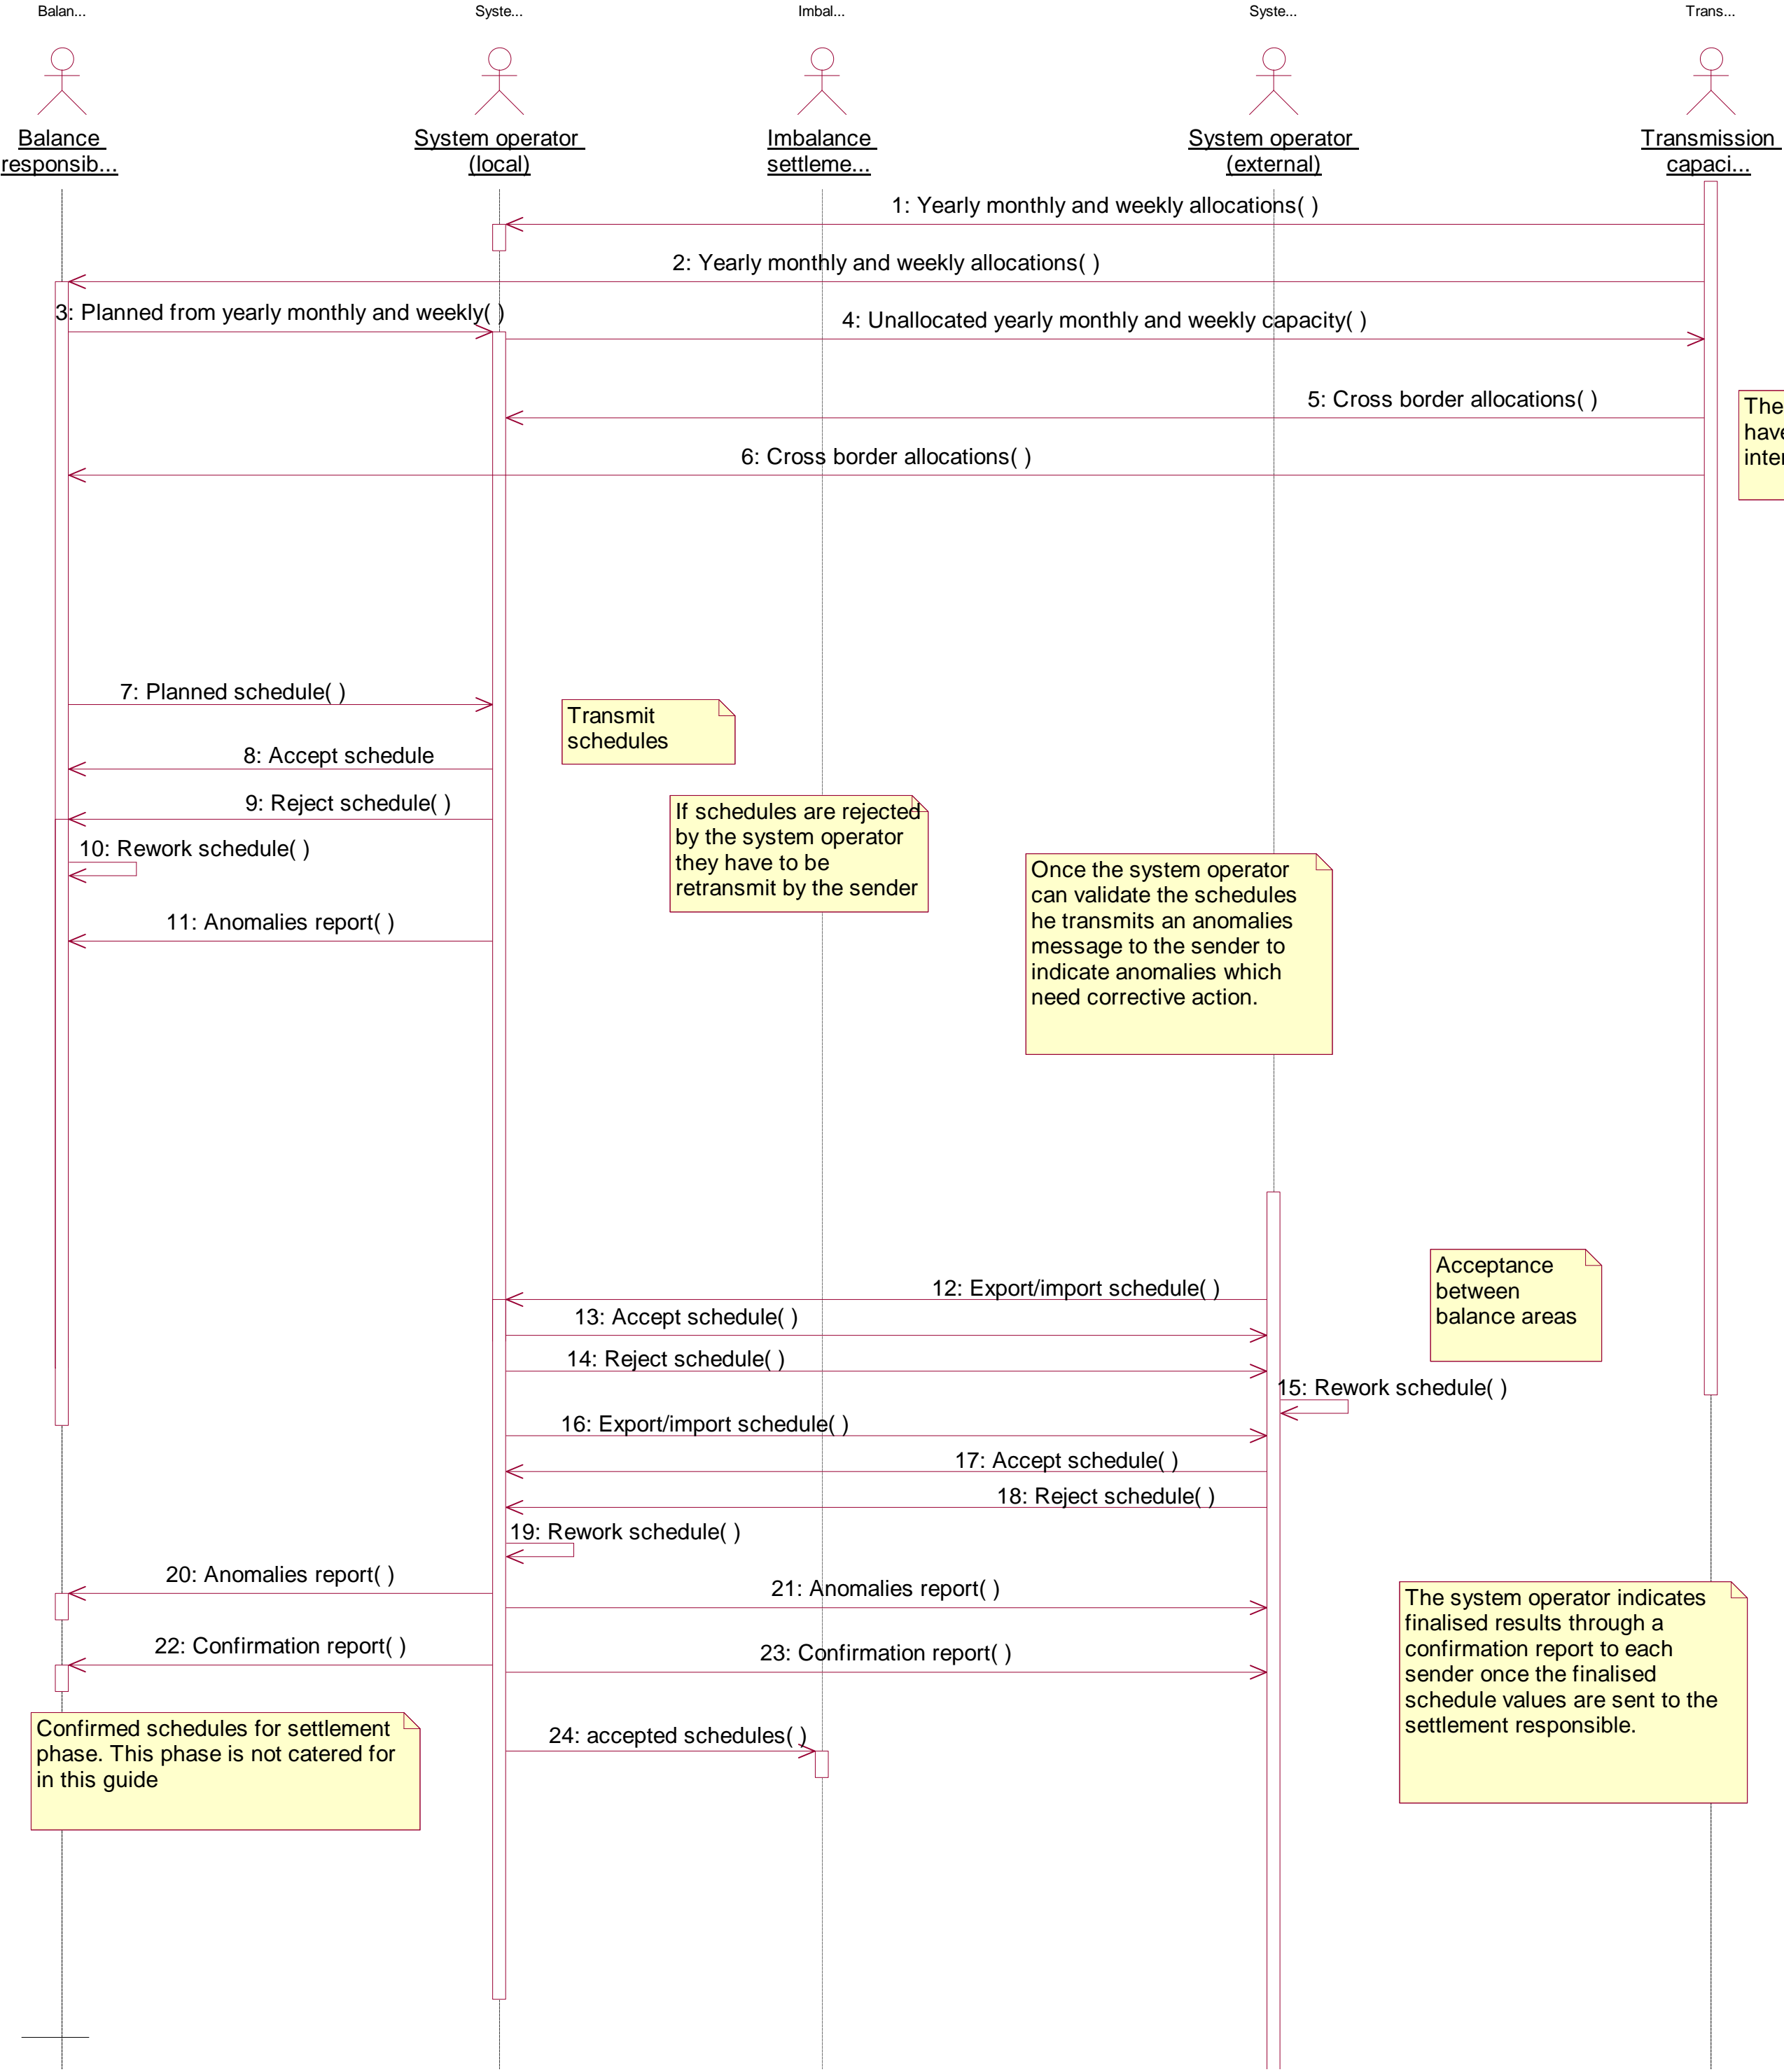 Balan...
Syste...
Imbal...
Syste...
Trans...
Balance
responsib...
System operator
(local)
Imbalance
settleme...
System operator
(external)
Transmission
capaci...
1: Yearly monthly and weekly allocations( )
2: Yearly monthly and weekly allocations( )
3: Planned from yearly monthly and weekly( )
4: Unallocated yearly monthly and weekly capacity( )
5: Cross border allocations( )
The
have
inter
6: Cross border allocations( )
7: Planned schedule( )
Transmit
schedules
8: Accept schedule
9: Reject schedule( )
If schedules are rejected
by the system operator
they have to be
retransmit by the sender
10: Rework schedule( )
Once the system operator
can validate the schedules
he transmits an anomalies
message to the sender to
indicate anomalies which
need corrective action.
11: Anomalies report( )
Acceptance
between
balance areas
12: Export/import schedule( )
13: Accept schedule( )
14: Reject schedule( )
15: Rework schedule( )
16: Export/import schedule( )
17: Accept schedule( )
18: Reject schedule( )
19: Rework schedule( )
20: Anomalies report( )
21: Anomalies report( )
The system operator indicates
finalised results through a
confirmation report to each
sender once the finalised
schedule values are sent to the
settlement responsible.
22: Confirmation report( )
23: Confirmation report( )
Confirmed schedules for settlement
phase. This phase is not catered for
in this guide
24: accepted schedules( )